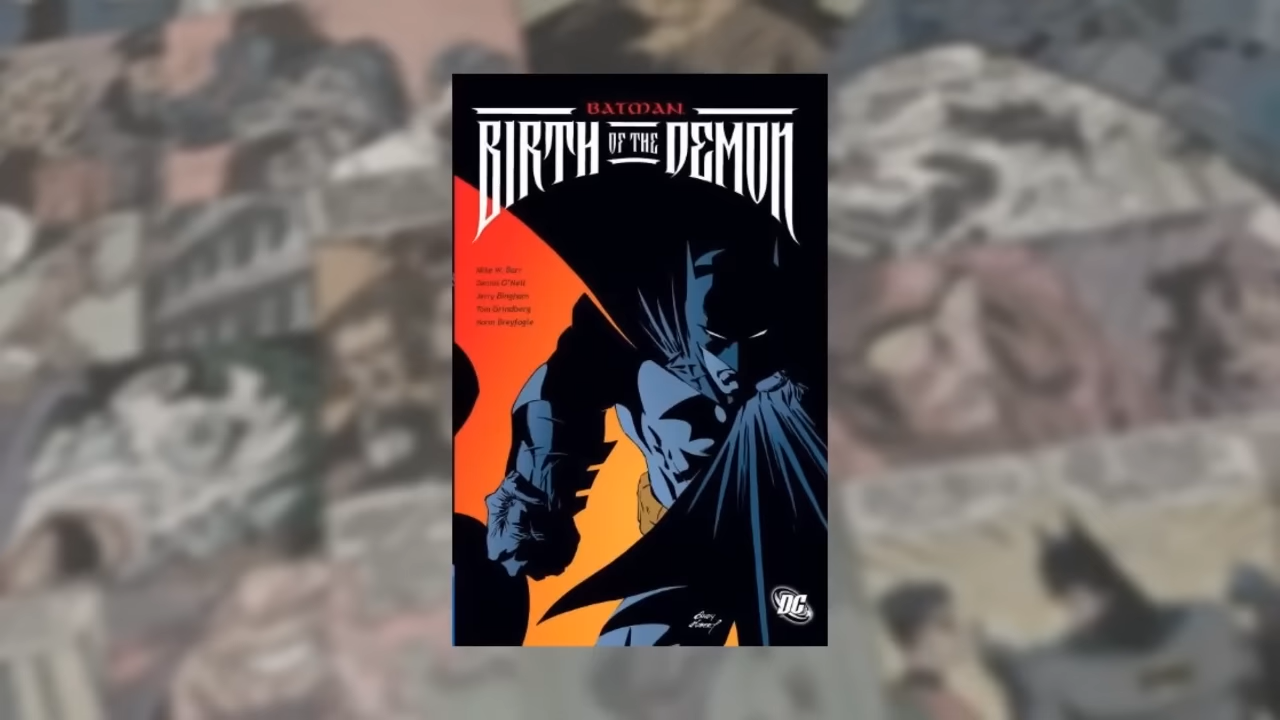 BATMAN
BIRTH OF THE DEMON
Mike W. Barr
Dennis O'Neil
Jerry Bingham
Tom Grindberg
Norm Breyfogle
DC